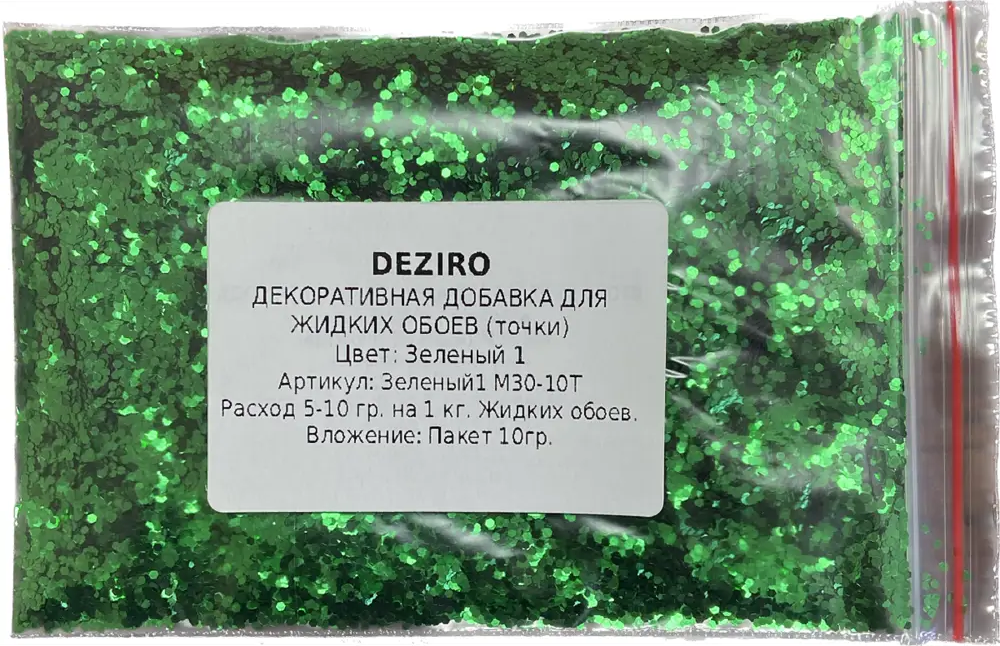 DEZIRO
ДЕКОРАТИВНАЯ ДОБАВКА ДЛЯ
ЖИДКИХ ОБОЕВ (точки)
Цвет: Зеленый 1
Артикул: Зеленый1 М30-10Т
Расход 5-10 гр. на 1 кг. Жидких обоев.
Вложение: Пакет 10гр.